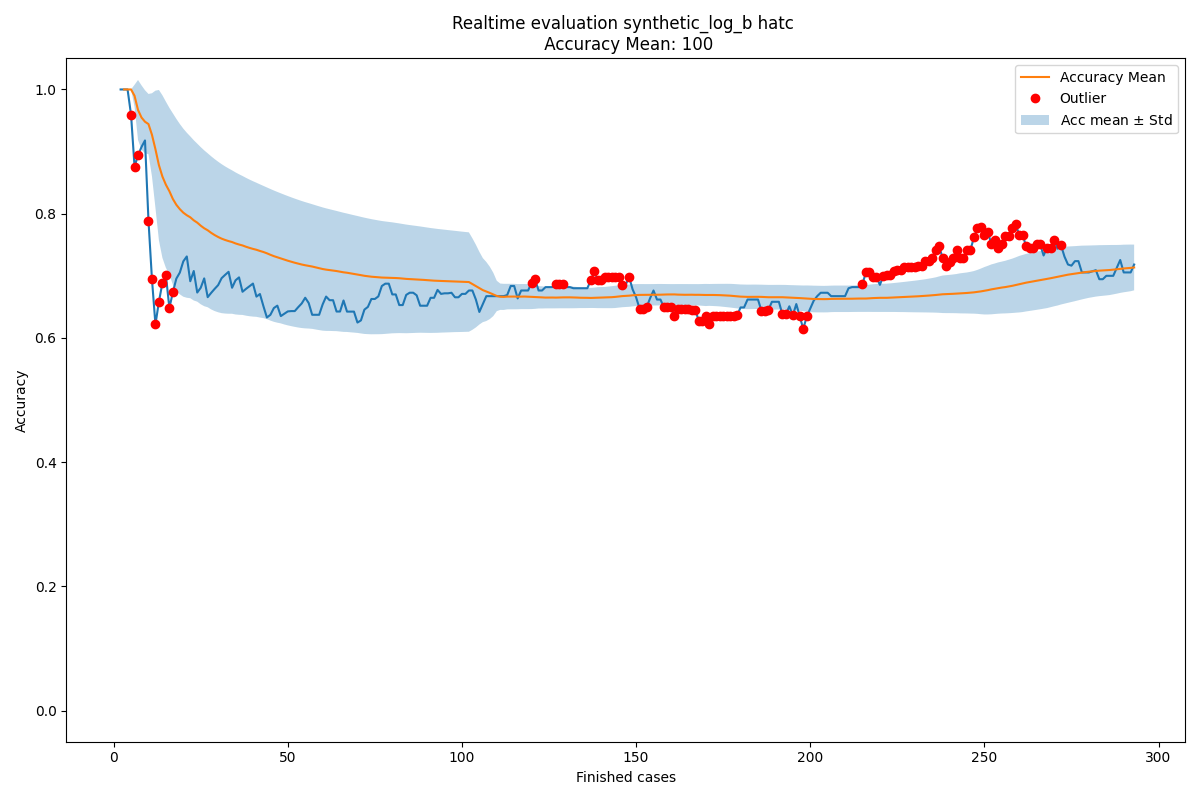 Realtime evaluation synthetic_log_b hatc
Accuracy Mean: 100
Accuracy Mean
Outlier
Acc mean ± Std
1.0
0.8
0.6
0.4
0.2
0.0
Accuracy
0 50 100 150 200 250 300
Finished cases